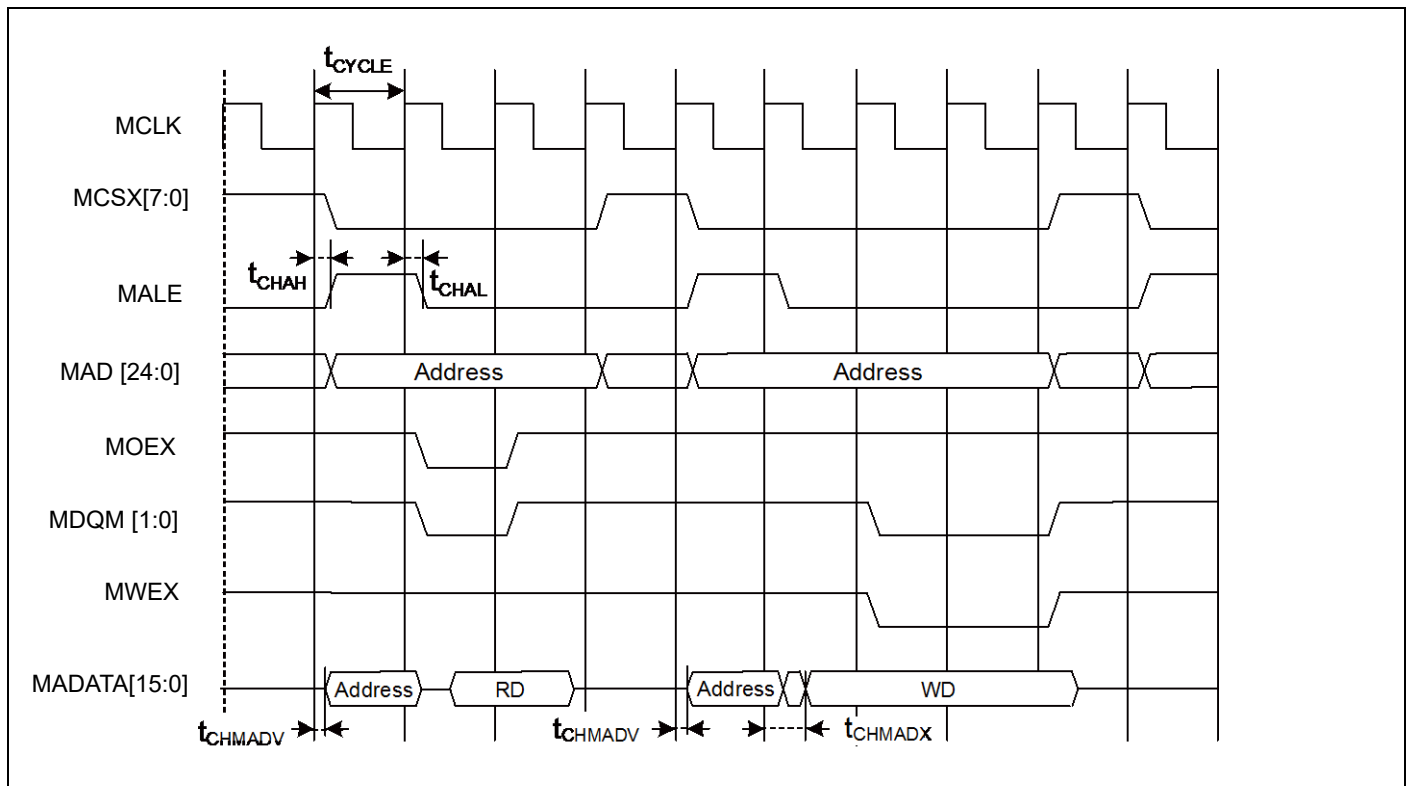 tCYCLE
MCLK
MCSX[7:0]
tCHAH
tCHAL
MALE
MAD [24:0]
Address
Address
MOEX
MDQM [1:0]
MWEX
MADATA[15:0]
Address
RD
Address
WD
tCHMADV
tCHMADV
tCHMADX